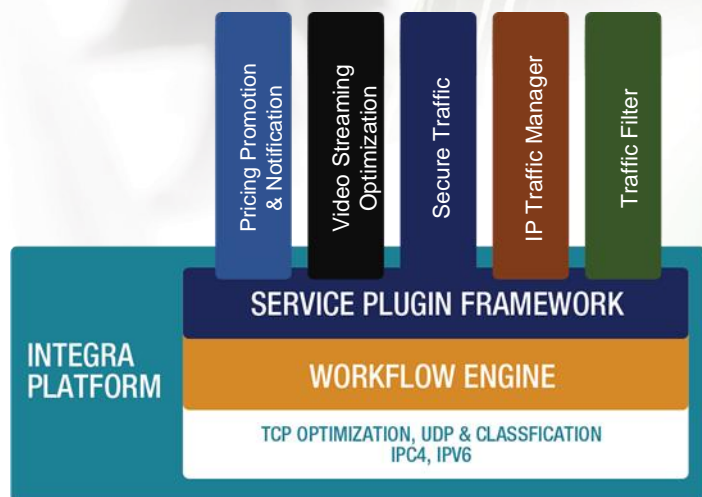 Pricing Promotion
& Notification
Video Streaming
Optimization
Secure Traffic
IP Traffic Manager
Traffic Filter
SERVICE PLUGIN FRAMEWORK
INTEGRA
PLATFORM
WORKFLOW ENGINE
TCP OPTIMIZATION, UDP & CLASSFICATION
IPC4, IPV6